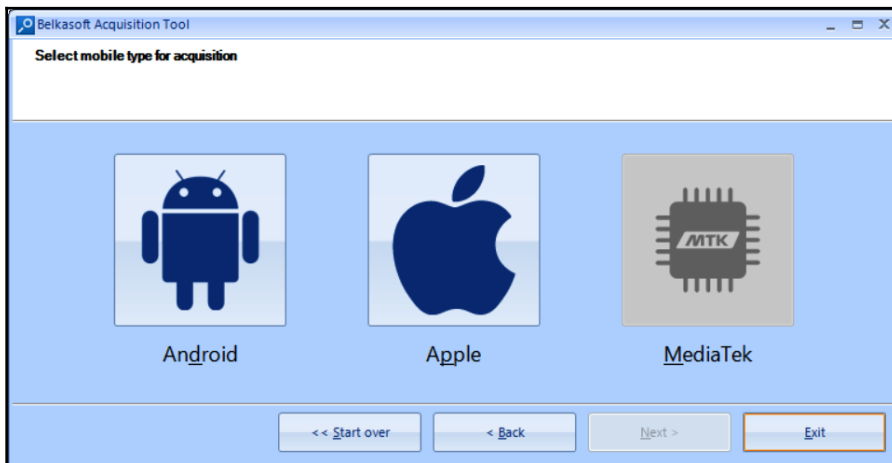 Belkasoft Acquisition Tool
Select mobile type for acquisition
MTK
Android
Apple
MediaTek
<< Start over
< Back
Next >
Exit